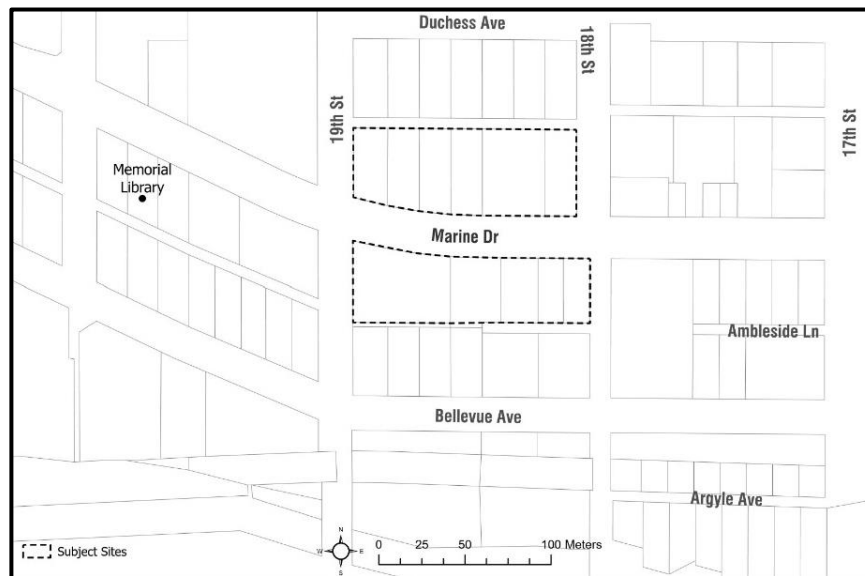 Duchess Ave
18th St
19th St
17th St
Memorial
Library
Marine Dr
Ambleside Ln
Bellevue Ave
Argyle Ave
Subject Sites
N
W E
S
0 25 50 100 Meters